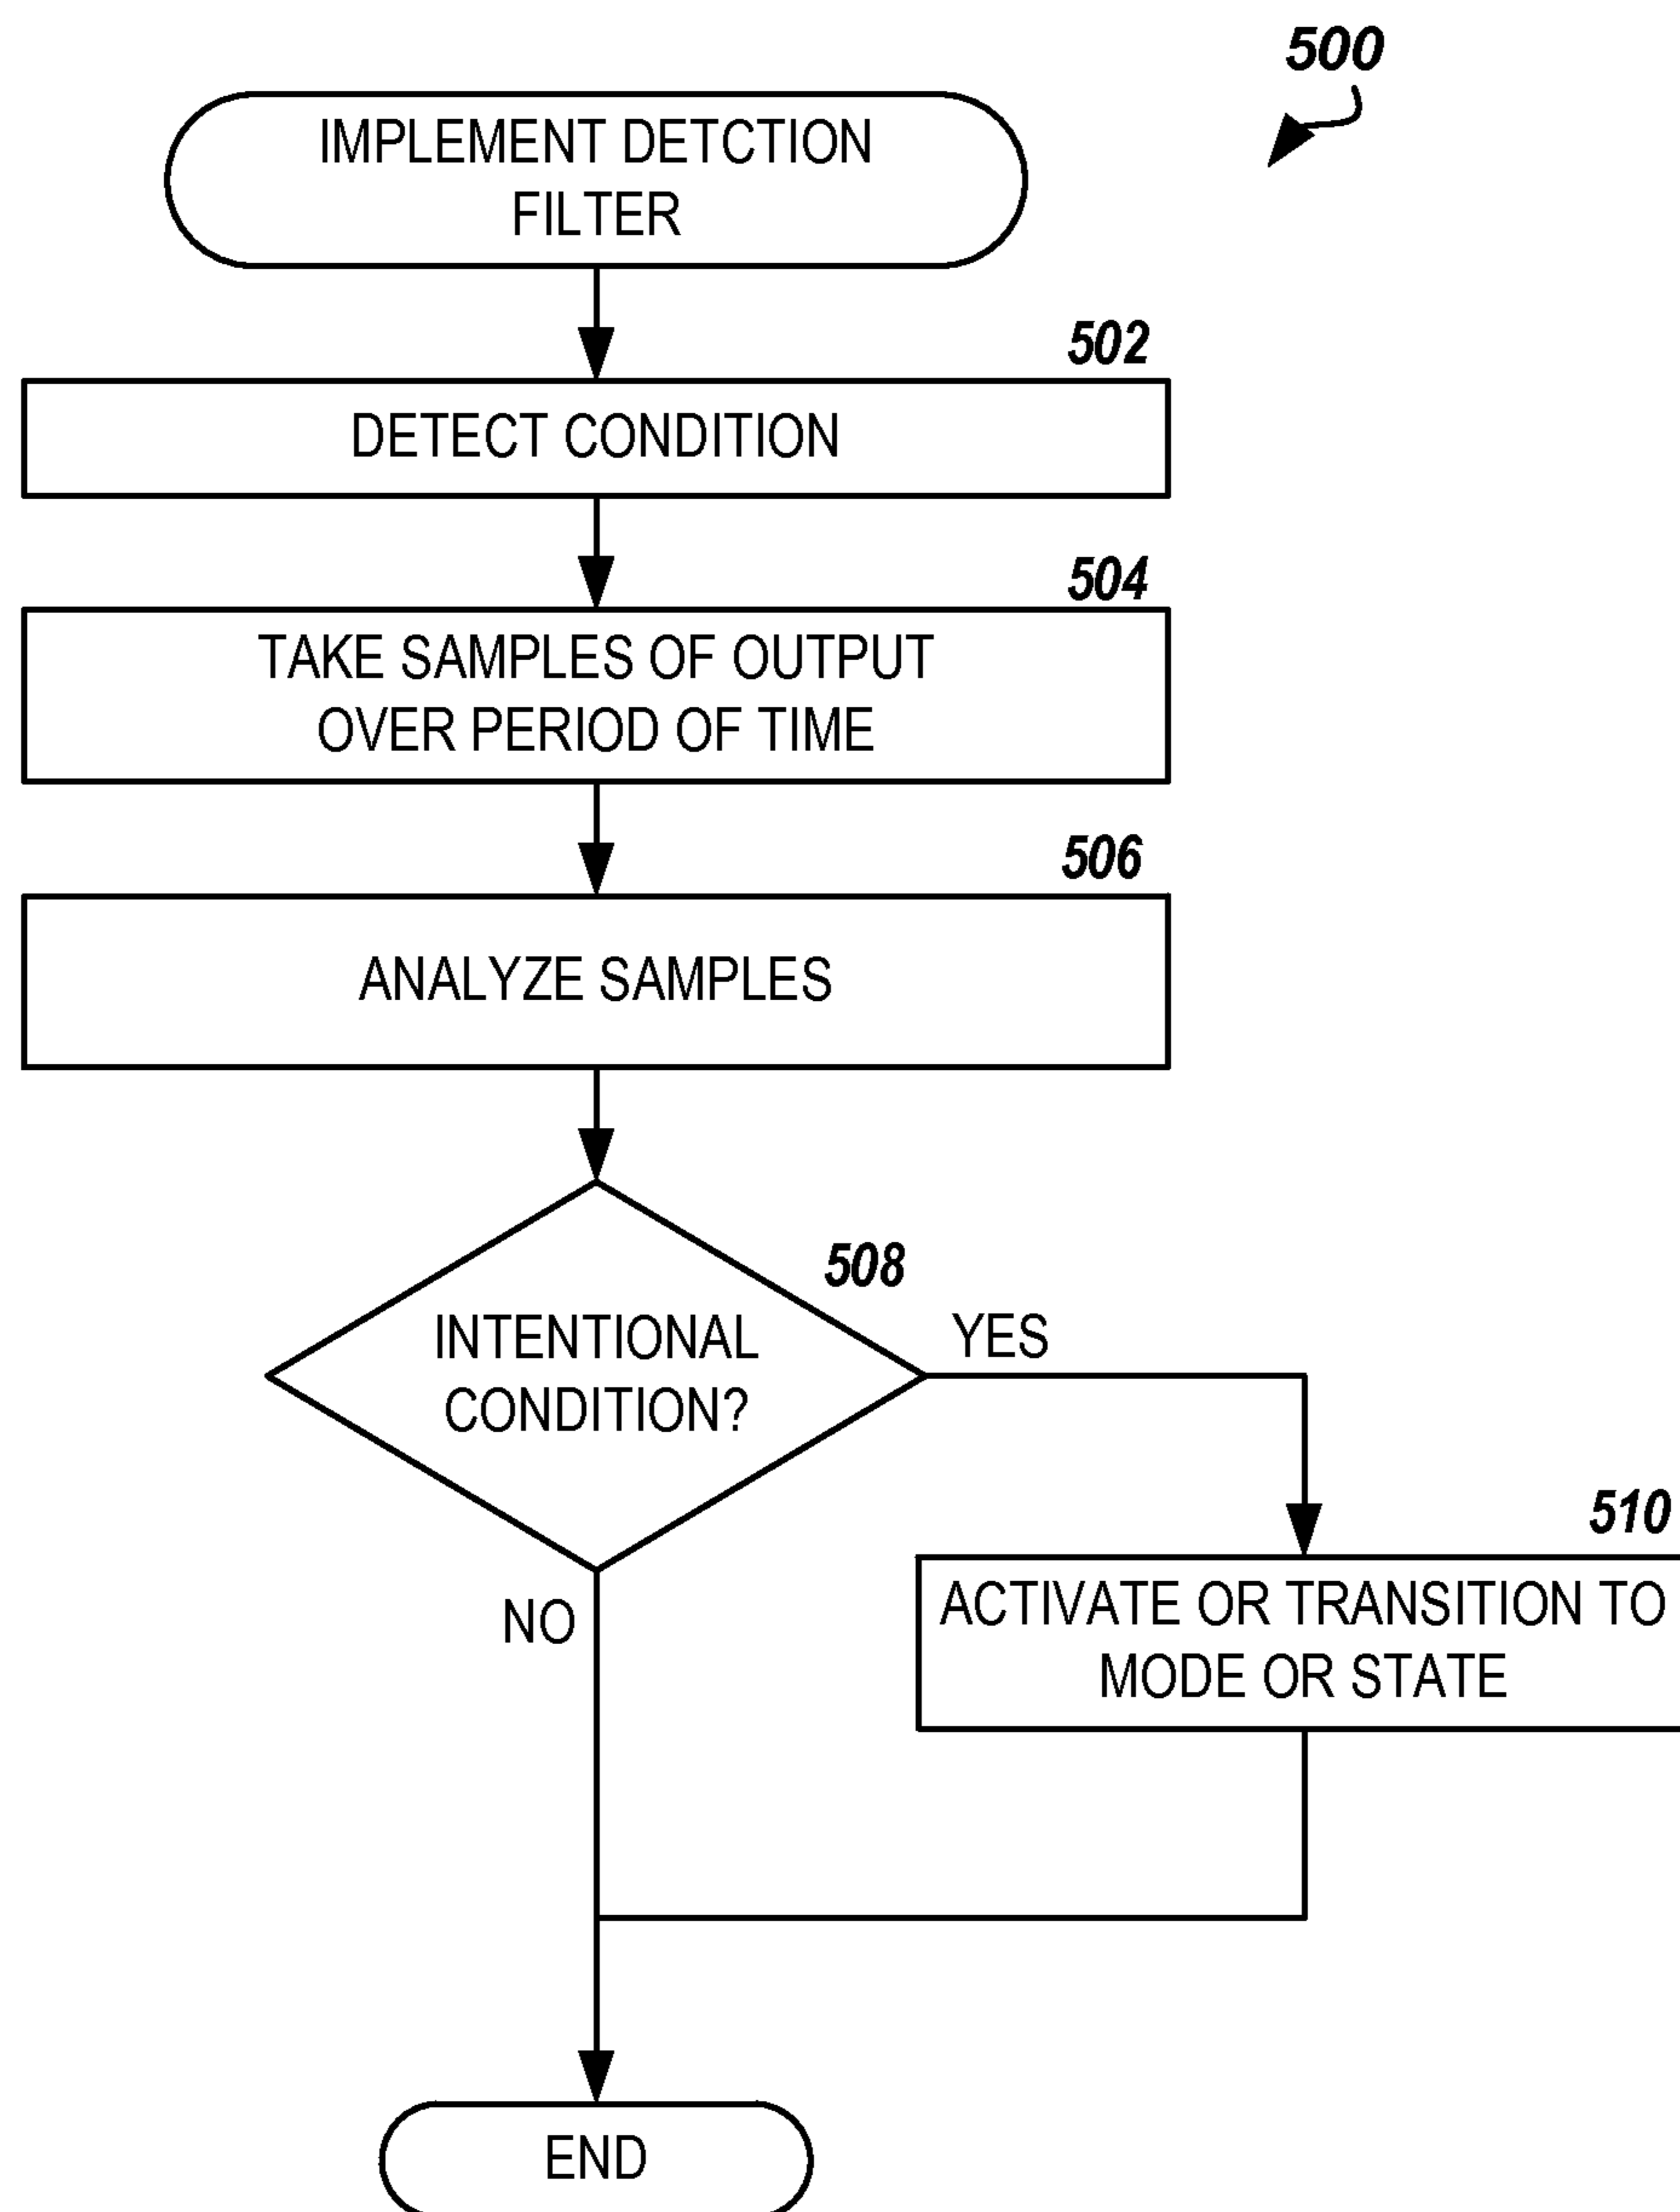 500
IMPLEMENT DETCTION
FILTER
502
DETECT CONDITION
504
TAKE SAMPLES OF OUTPUT
OVER PERIOD OF TIME
506
ANALYZE SAMPLES
508
INTENTIONAL
CONDITION?
YES
510
ACTIVATE OR TRANSITION TO
MODE OR STATE
NO
END